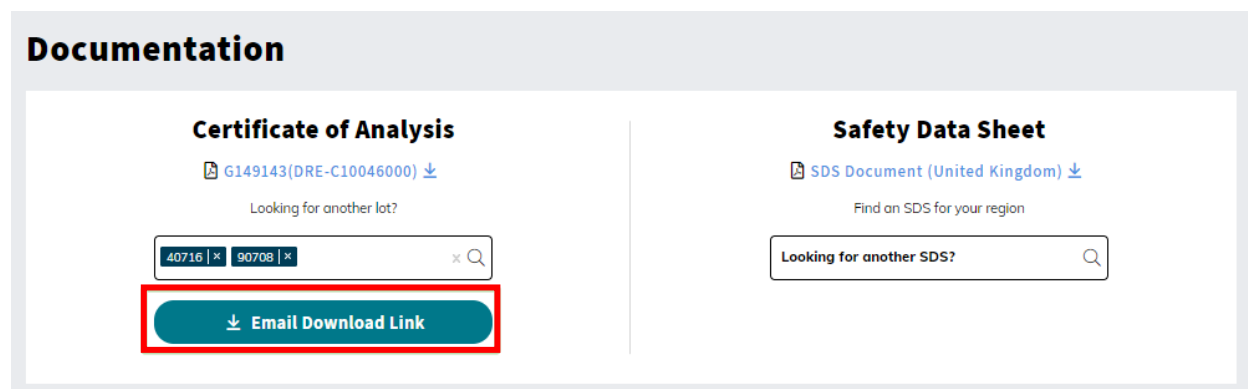 Documentation
Certificate of Analysis
G149143(DRE-C10046000)
Looking for another lot?
40716 | × 90708 | × x
Email Download Link
Safety Data Sheet
SDS Document (United Kingdom)
Find an SDS for your region
Looking for another SDS?